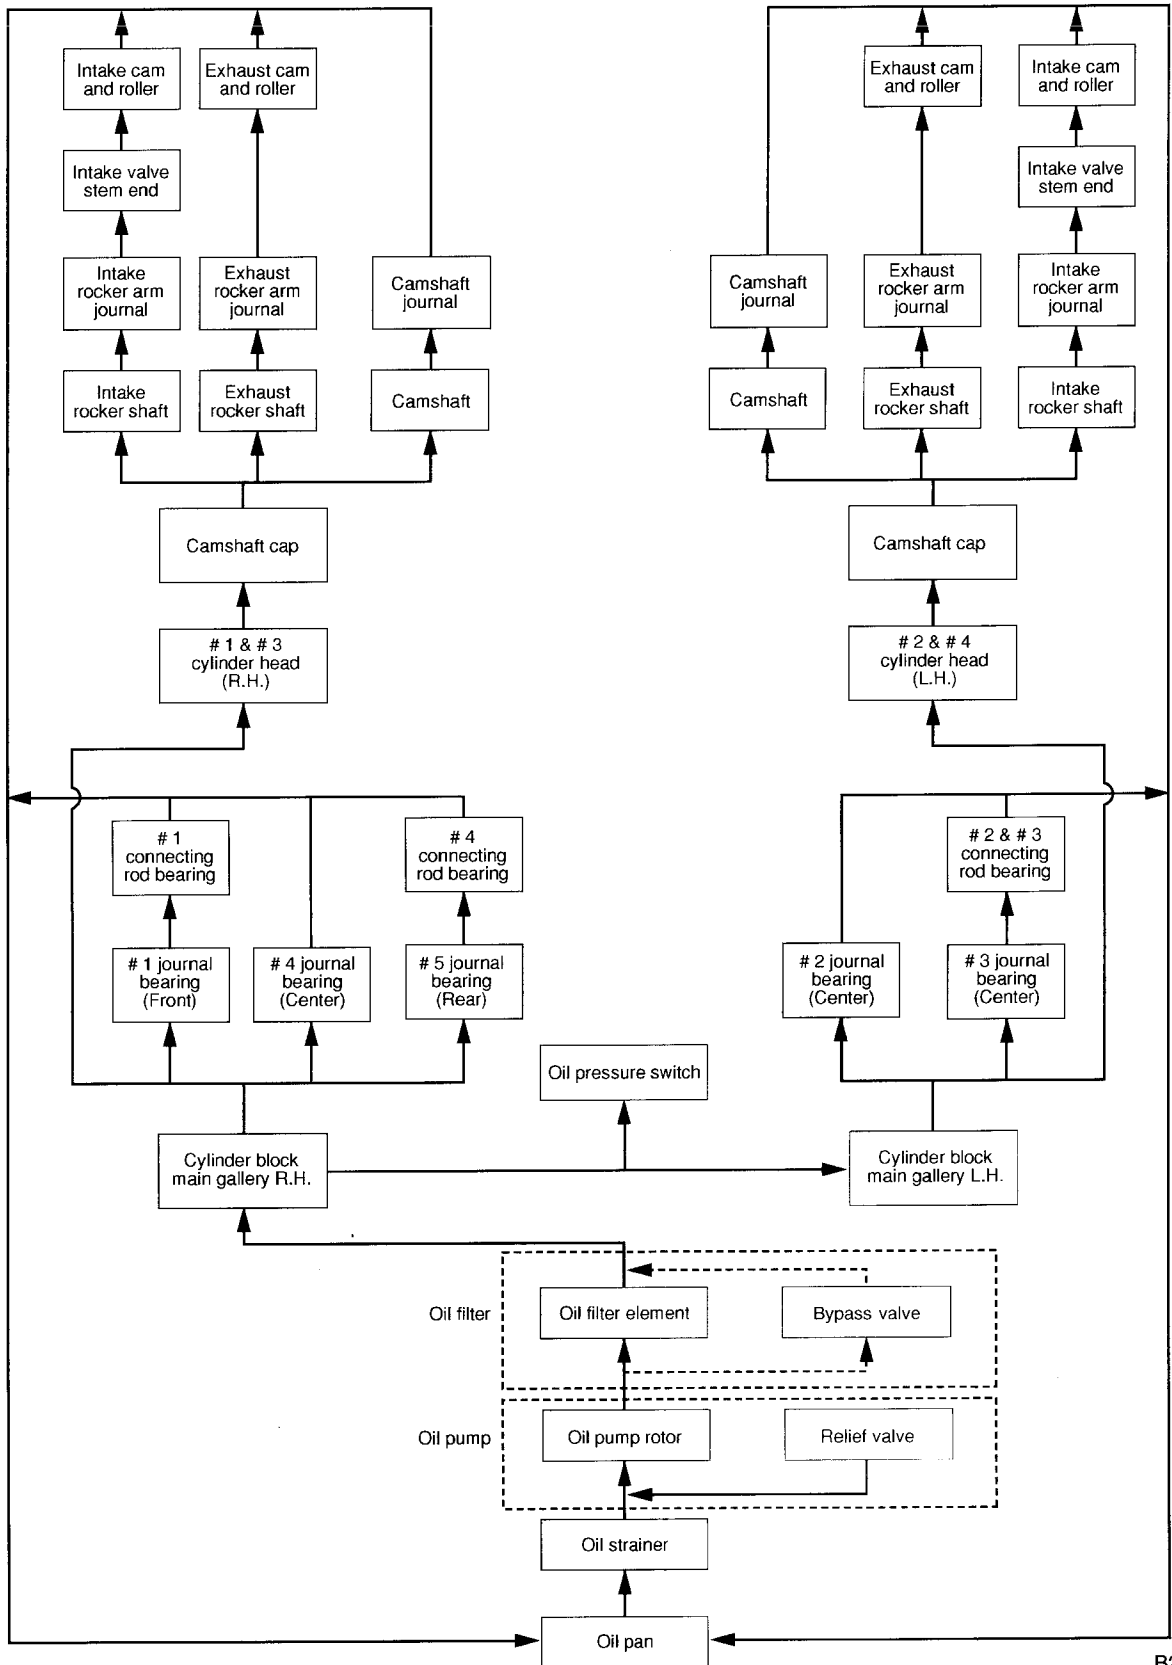 Intake cam
and roller
Exhaust cam
and roller
Exhaust cam
and roller
Intake cam
and roller
Intake valve
stem end
Intake valve
stem end
Intake
rocker arm
journal
Exhaust
rocker arm
journal
Camshaft
journal
Camshaft
journal
Exhaust
rocker arm
journal
Intake
rocker arm
journal
Intake
rocker shaft
Exhaust
rocker shaft
Camshaft
Camshaft
Exhaust
rocker shaft
Intake
rocker shaft
Camshaft cap
Camshaft cap
# 1 & # 3
cylinder head
(R.H.)
# 2 & # 4
cylinder head
(L.H.)
# 1
connecting
rod bearing
# 4
connecting
rod bearing
# 2 & # 3
connecting
rod bearing
# 1 journal
bearing
(Front)
# 4 journal
bearing
(Center)
# 5 journal
bearing
(Rear)
# 2 journal
bearing
(Center)
# 3 journal
bearing
(Center)
Oil pressure switch
Cylinder block
main gallery R.H.
Cylinder block
main gallery L.H.
Oil filter
Oil filter element
Bypass valve
Oil pump
Oil pump rotor
Relief valve
Oil strainer
Oil pan